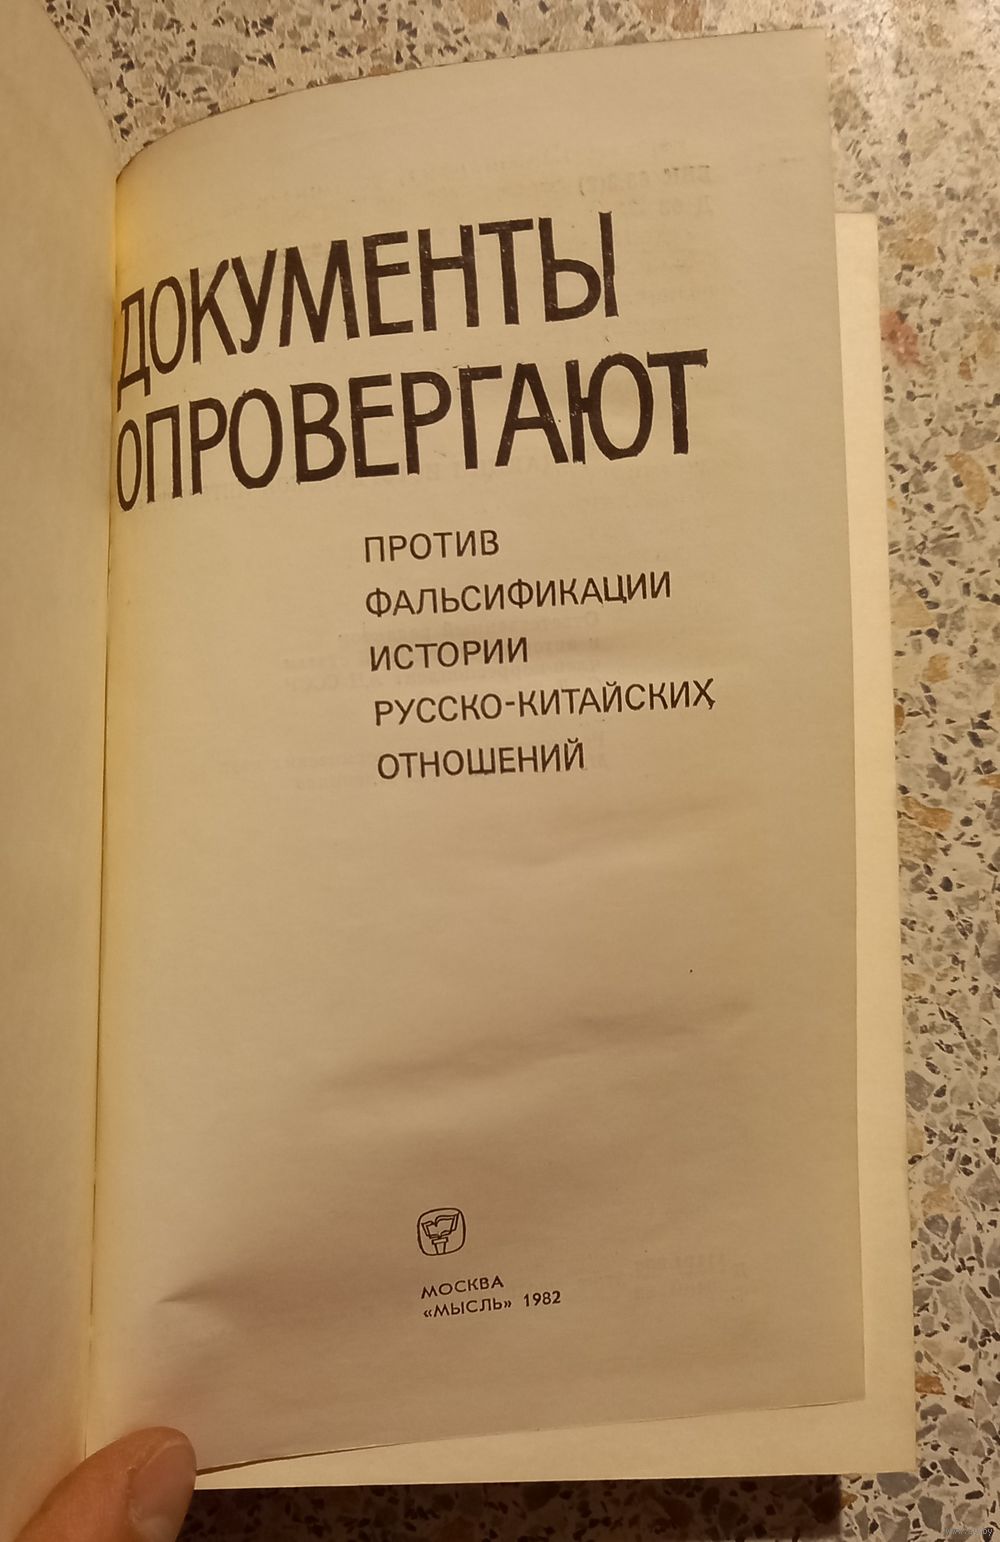 ДОКУМЕНТЫ
ОПРОВЕРГАЮТ
ПРОТИВ
ФАЛЬСИФИКАЦИИ
ИСТОРИИ
РУССКО-КИТАЙСКИХ
ОТНОШЕНИЙ
МОСКВА
«МЫСЛЬ» 1982